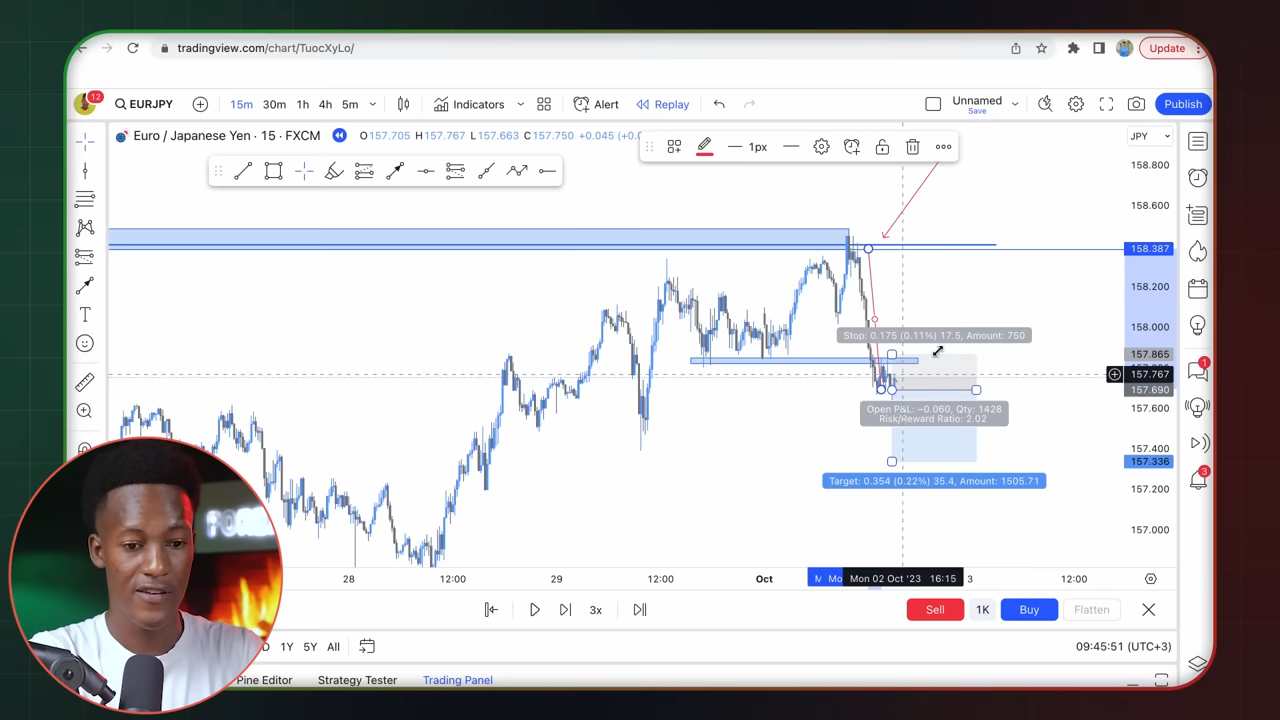 tradingview.com/chart/TuocXyLo/
Update
12
EURJPY
15m 30m 1h 4h 5m
Indicators
Alert
Replay
Unnamed
Save
Publish
Euro / Japanese Yen · 15 · FXCM
O157.705 H157.767 L157.663 C157.750 +0.045 (+0.0
1px
JPY
158.800
158.600
158.387
158.200
158.000
157.865
157.767
157.690
157.600
157.400
157.336
157.200
157.000
Stop: 0.175 (0.11%) 17.5, Amount: 750
Open P&L: −0.060, Qty: 1428
Risk/Reward Ratio: 2.02
Target: 0.354 (0.22%) 35.4, Amount: 1505.71
1
3
28 12:00 29 12:00 Oct M Mo Mon 02 Oct '23 16:15 3 12:00
3x
Sell 1K Buy Flatten
D 1Y 5Y All
09:45:51 (UTC+3)
Pine Editor Strategy Tester Trading Panel